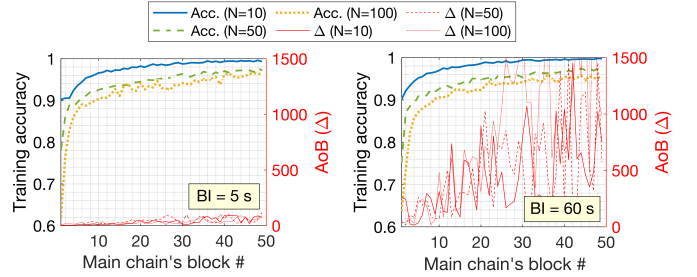 Acc. (N=10) Acc. (N=100) Δ (N=50)
Acc. (N=50) Δ (N=10) Δ (N=100)
Training accuracy
1
0.9
0.8
0.7
0.6
10 20 30 40 50
Main chain's block #
1500
1000
500
0
AoB (Δ)
BI = 5 s
Training accuracy
1
0.9
0.8
0.7
0.6
10 20 30 40 50
Main chain's block #
1500
1000
500
0
AoB (Δ)
BI = 60 s